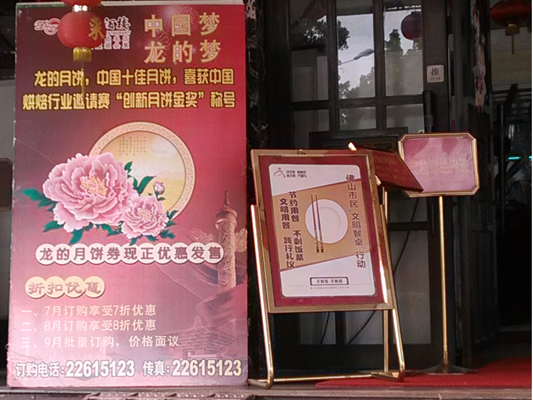 中国梦
龙的梦
龙的月饼，中国十佳月饼，喜获中国
烘焙行业邀请赛“创新月饼金奖”称号
龙的月饼券现正优惠发售
折扣优惠
一、7月订购享受7折优惠
二、8月订购享受8折优惠
三、9月批量订购，价格面议
订购电话:22615123 传真:22615123
佛山市民 文明餐桌 行动
节约用餐 不剩饭菜
文明用餐 践行礼仪
推